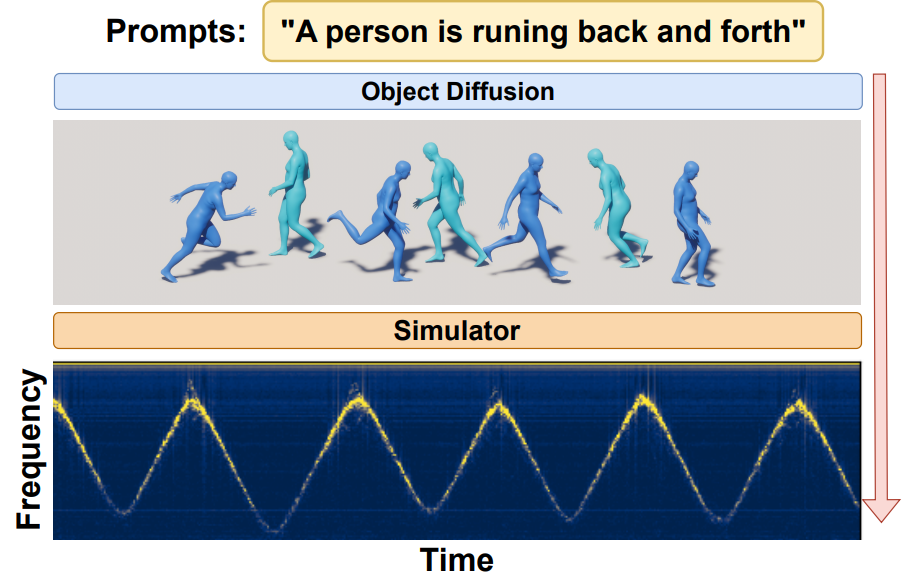 Prompts: "A person is runing back and forth"
Object Diffusion
Simulator
Frequency
Time